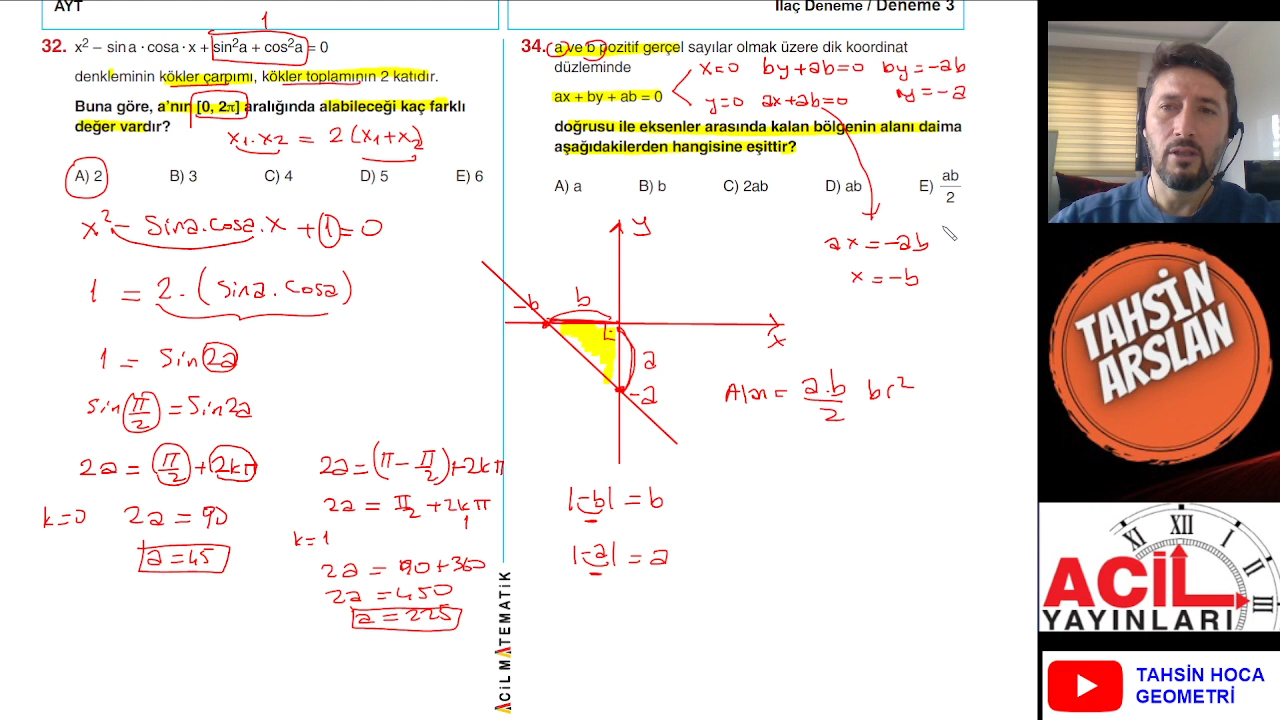 AYT
İlaç Deneme / Deneme 3
1
32. x² – sina · cosa · x + sin²a + cos²a = 0
denkleminin kökler çarpımı, kökler toplamının 2 katıdır.
Buna göre, a'nın [0, 2π] aralığında alabileceği kaç farklı
değer vardır?
x₁.x₂ = 2(x₁+x₂)
A) 2 B) 3 C) 4 D) 5 E) 6
x² – sina.cosa.x + 1 = 0
1 = 2.(sina.cosa)
1 = sin2a
sin π/2 = sin2a
2a = π/2 + 2kπ
k=0 2a = 90
a = 45
2a = (π – π/2) + 2kπ
2a = π/2 + 2kπ
1
k=1
2a = 90+360
2a = 450
a = 225
34. a ve b pozitif gerçel sayılar olmak üzere dik koordinat
düzleminde
ax + by + ab = 0
x=0 by+ab=0 by=-ab
y=-a
y=0 ax+ab=0
doğrusu ile eksenler arasında kalan bölgenin alanı daima
aşağıdakilerden hangisine eşittir?
A) a B) b C) 2ab D) ab E) ab/2
ax = -ab
x = -b
y
-b b
x
a
-a
Alan = a.b/2 br²
|-b| = b
|-a| = a
ACİL MATEMATİK
TAHSİN
ARSLAN
XI XII I II III
ACİL
YAYINLARI
TAHSİN HOCA
GEOMETRİ